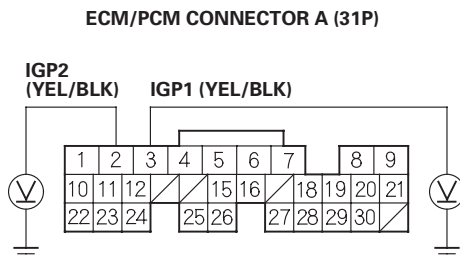 ECM/PCM CONNECTOR A (31P)
IGP2
(YEL/BLK) IGP1 (YEL/BLK)
1 2 3 4 5 6 7 8 9
V 10 11 12 15 16 18 19 20 21 V
22 23 24 25 26 27 28 29 30